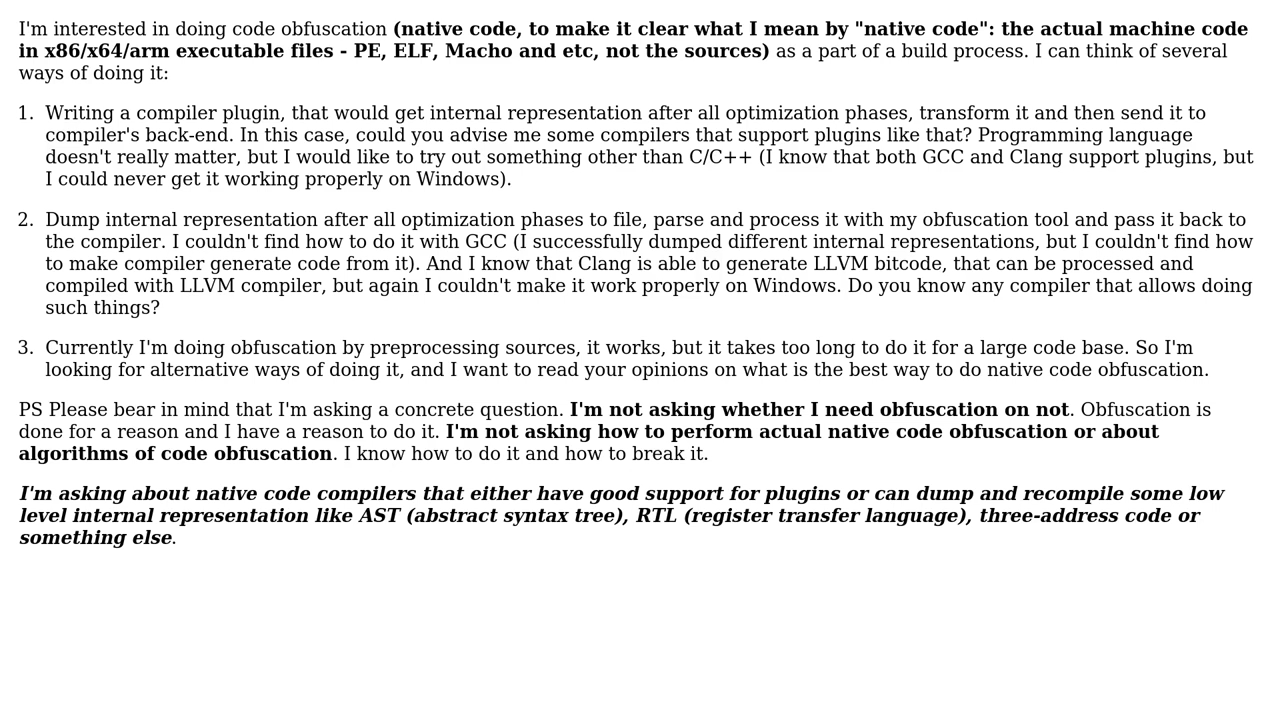 I'm interested in doing code obfuscation (native code, to make it clear what I mean by "native code": the actual machine code
in x86/x64/arm executable files - PE, ELF, Macho and etc, not the sources) as a part of a build process. I can think of several
ways of doing it:
1. Writing a compiler plugin, that would get internal representation after all optimization phases, transform it and then send it to
compiler's back-end. In this case, could you advise me some compilers that support plugins like that? Programming language
doesn't really matter, but I would like to try out something other than C/C++ (I know that both GCC and Clang support plugins, but
I could never get it working properly on Windows).
2. Dump internal representation after all optimization phases to file, parse and process it with my obfuscation tool and pass it back to
the compiler. I couldn't find how to do it with GCC (I successfully dumped different internal representations, but I couldn't find how
to make compiler generate code from it). And I know that Clang is able to generate LLVM bitcode, that can be processed and
compiled with LLVM compiler, but again I couldn't make it work properly on Windows. Do you know any compiler that allows doing
such things?
3. Currently I'm doing obfuscation by preprocessing sources, it works, but it takes too long to do it for a large code base. So I'm
looking for alternative ways of doing it, and I want to read your opinions on what is the best way to do native code obfuscation.
PS Please bear in mind that I'm asking a concrete question. I'm not asking whether I need obfuscation on not. Obfuscation is
done for a reason and I have a reason to do it. I'm not asking how to perform actual native code obfuscation or about
algorithms of code obfuscation. I know how to do it and how to break it.
I'm asking about native code compilers that either have good support for plugins or can dump and recompile some low
level internal representation like AST (abstract syntax tree), RTL (register transfer language), three-address code or
something else.